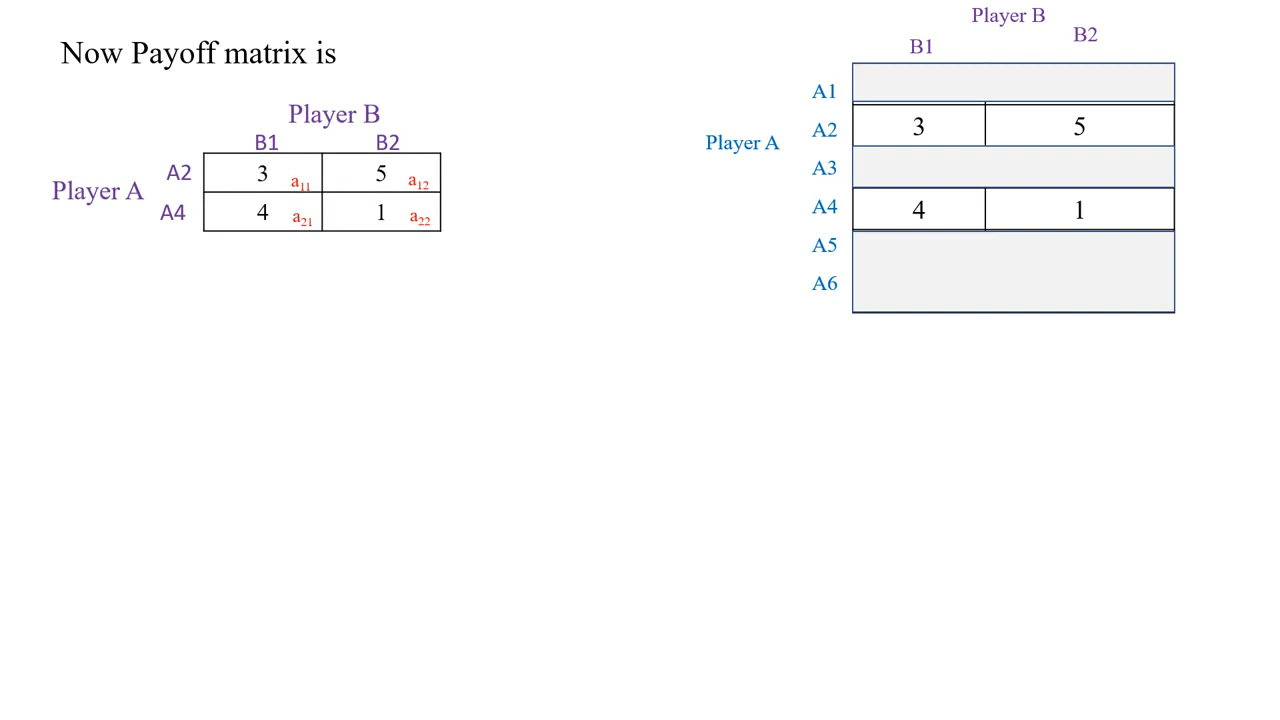 Now Payoff matrix is
Player B
B1 B2
Player A
A2 3 a11 5 a12
A4 4 a21 1 a22
Player B
B1 B2
Player A
A1
A2 3 5
A3
A4 4 1
A5
A6